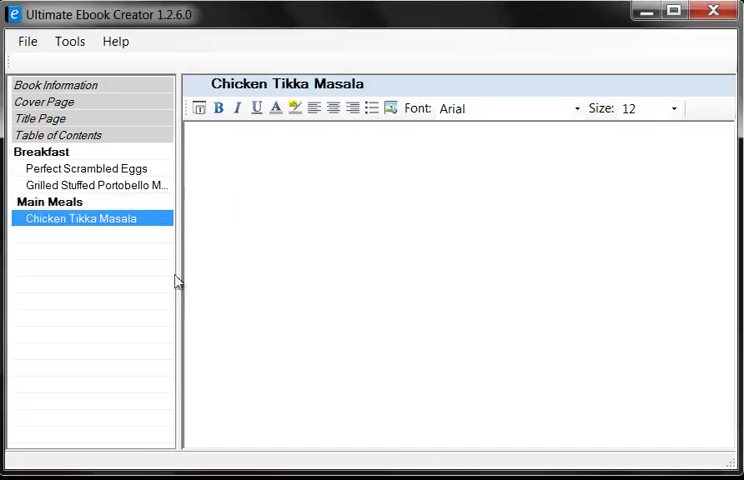 Ultimate Ebook Creator 1.2.6.0
File Tools Help
Book Information
Cover Page
Title Page
Table of Contents
Breakfast
Perfect Scrambled Eggs
Grilled Stuffed Portobello M...
Main Meals
Chicken Tikka Masala
Chicken Tikka Masala
B I U A Font: Arial Size: 12